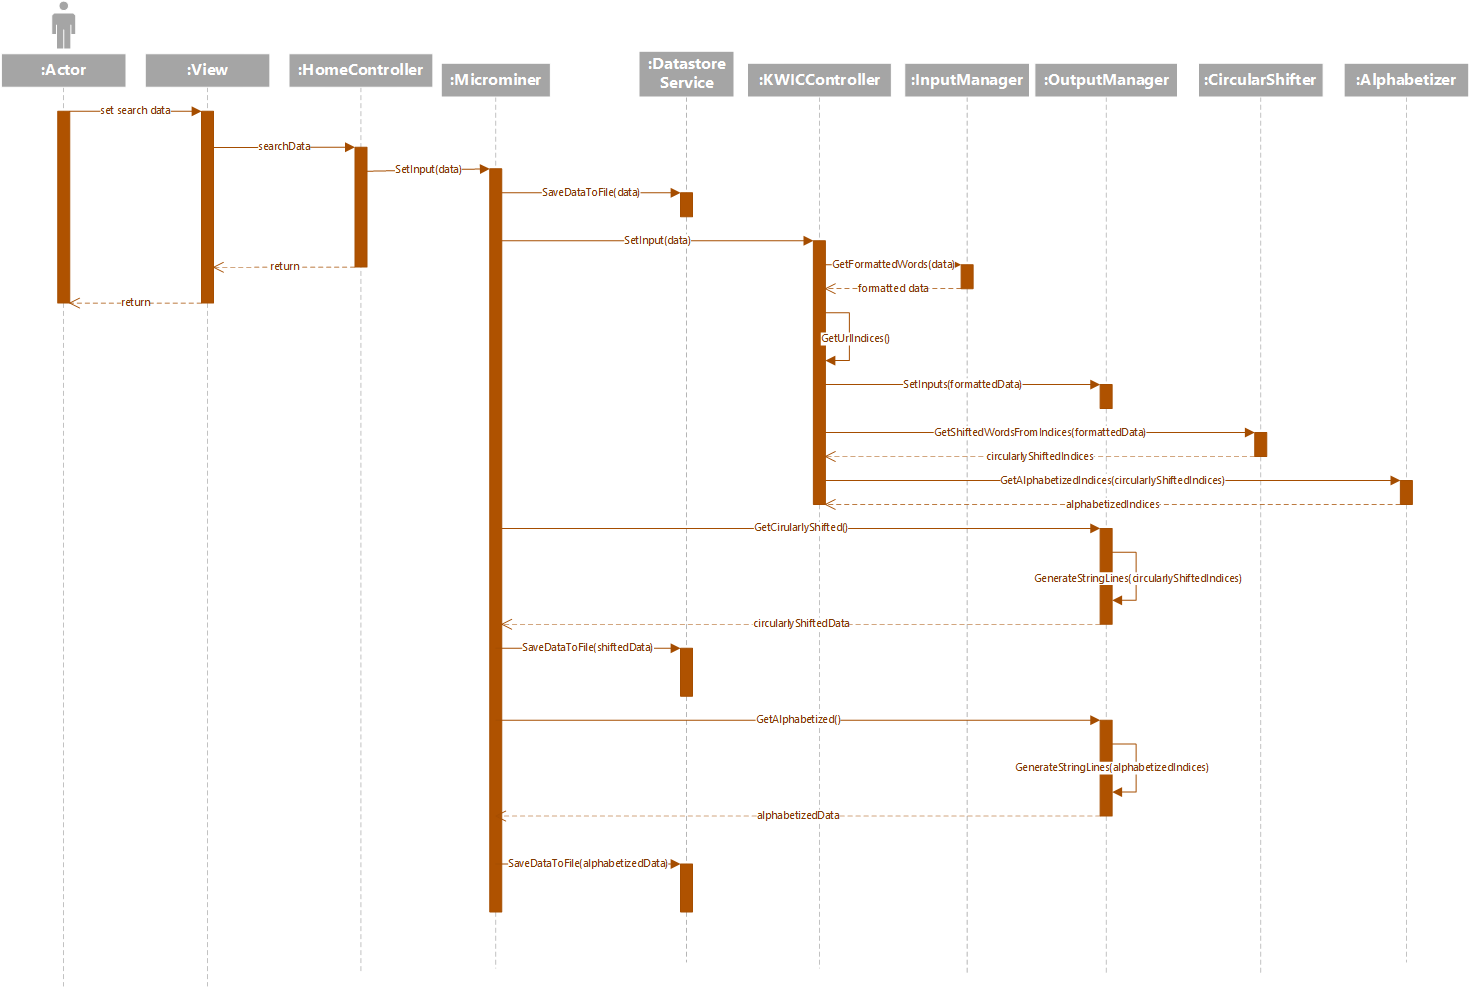 :Actor
:View
:HomeController
:Microminer
:Datastore
Service
:KWICController
:InputManager
:OutputManager
:CircularShifter
:Alphabetizer
set search data
searchData
SetInput(data)
SaveDataToFile(data)
SetInput(data)
GetFormattedWords(data)
return
formatted data
return
GetUrlIndices()
SetInputs(formattedData)
GetShiftedWordsFromIndices(formattedData)
circularlyShiftedIndices
GetAlphabetizedIndices(circularlyShiftedIndices)
alphabetizedIndices
GetCirularlyShifted()
GenerateStringLines(circularlyShiftedIndices)
circularlyShiftedData
SaveDataToFile(shiftedData)
GetAlphabetized()
GenerateStringLines(alphabetizedIndices)
alphabetizedData
SaveDataToFile(alphabetizedData)